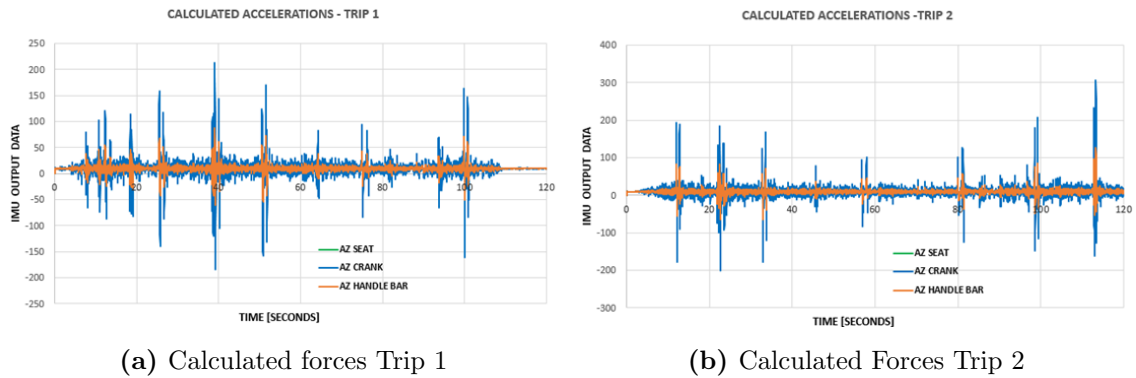 CALCULATED ACCELERATIONS - TRIP 1
250
200
150
100
50
0
-50
-100
-150
-200
-250
0
20
40
60
80
100
120
IMU OUTPUT DATA
AZ SEAT
AZ CRANK
AZ HANDLE BAR
TIME [SECONDS]
(a) Calculated forces Trip 1
CALCULATED ACCELERATIONS -TRIP 2
400
300
200
100
0
-100
-200
-300
0
20
40
60
80
100
120
IMU OUTPUT DATA
AZ SEAT
AZ CRANK
AZ HANDLE BAR
TIME [SECONDS]
(b) Calculated Forces Trip 2